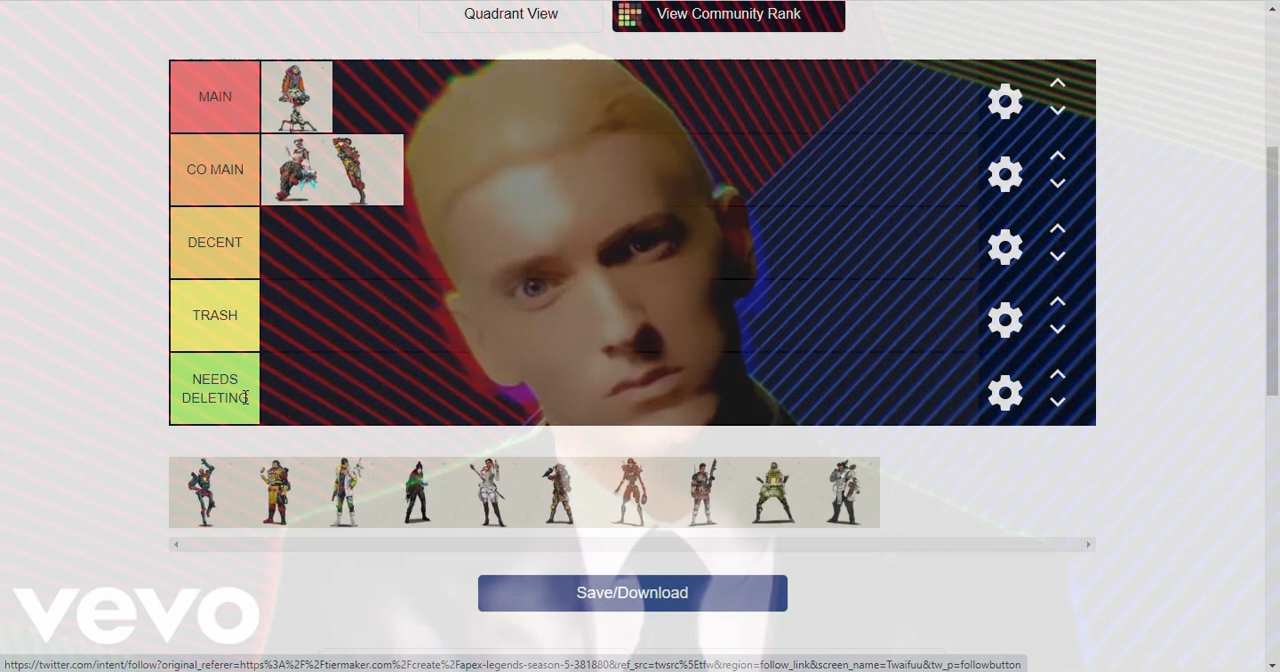 Quadrant View
View Community Rank
MAIN
CO MAIN
DECENT
TRASH
NEEDS
DELETING
Save/Download
vevo
https://twitter.com/intent/follow?original_referer=https%3A%2F%2Ftiermaker.com%2Fcreate%2Fapex-legends-season-5-381880&ref_src=twsrc%5Etfw&region=follow_link&screen_name=Twaifuu&tw_p=followbutton